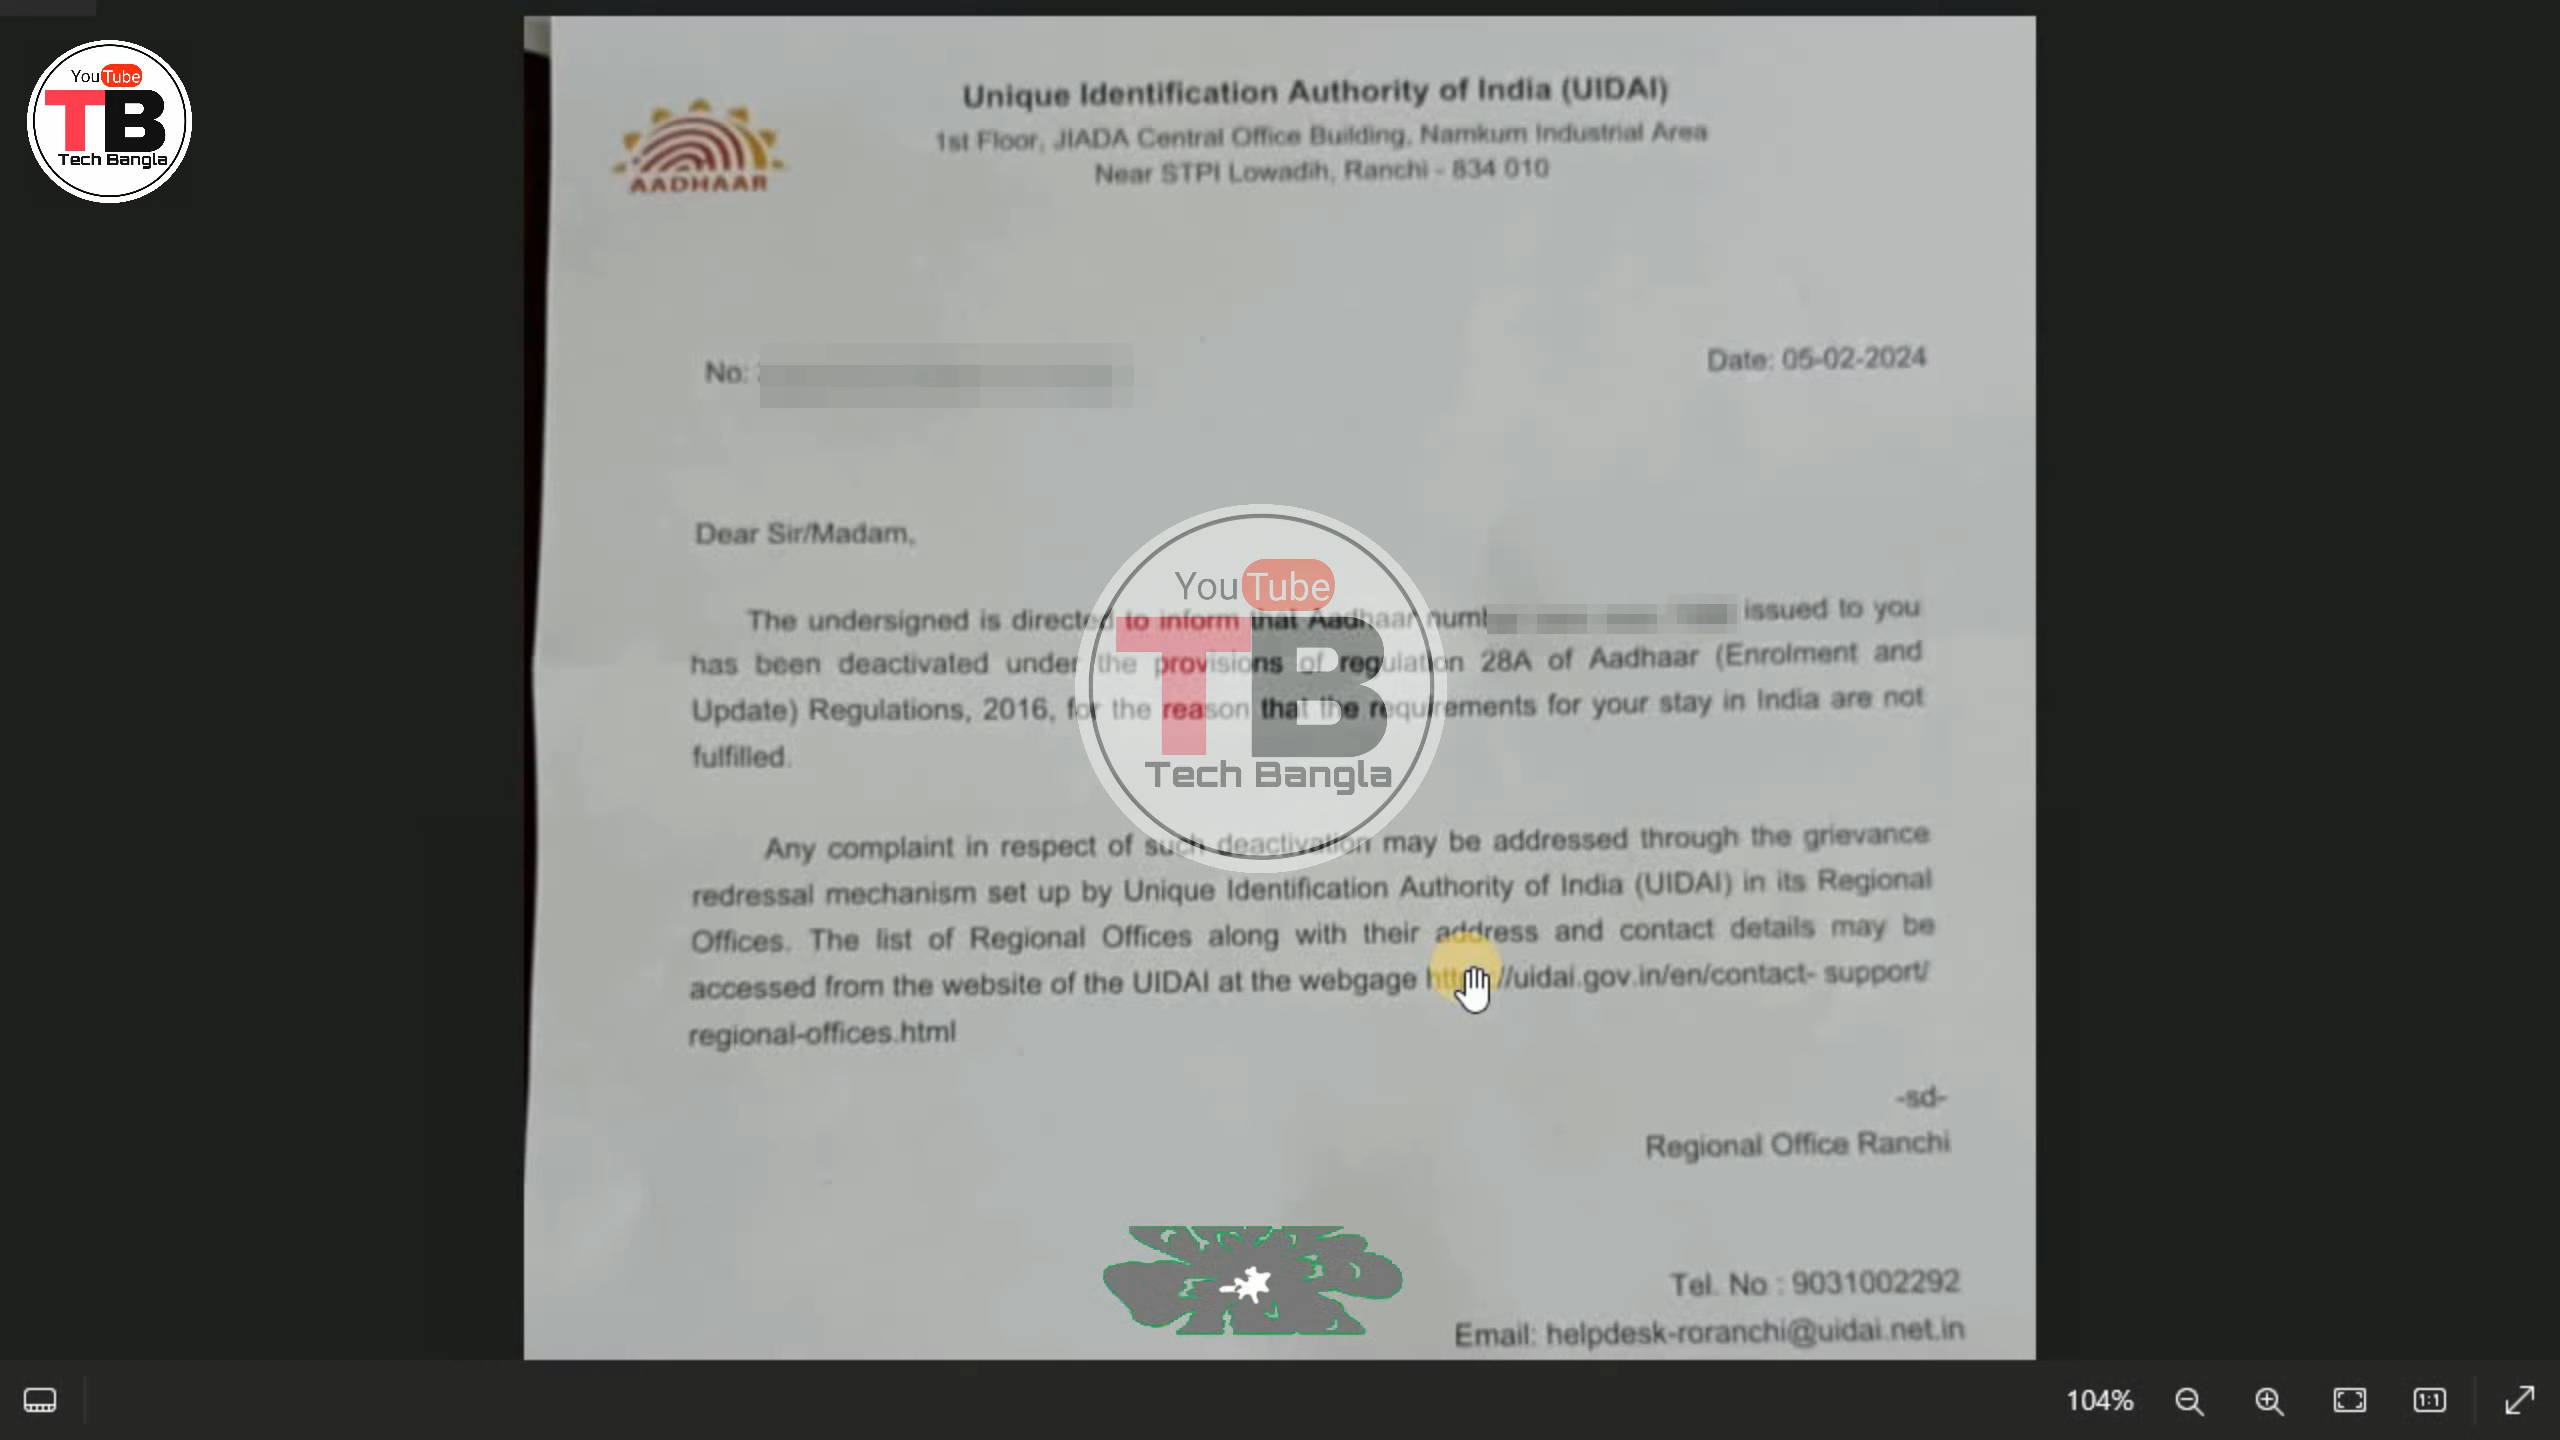 YouTube
TB
Tech Bangla
Unique Identification Authority of India (UIDAI)
1st Floor, JIADA Central Office Building, Namkum Industrial Area
Near STPI Lowadih, Ranchi - 834 010
AADHAAR
No:
Date: 05-02-2024
Dear Sir/Madam,
The undersigned is directed to inform that Aadhaar issued to you
has been deactivated under the provisions of regulation 28A of Aadhaar (Enrolment and
Update) Regulations, 2016, for the reason that the requirements for your stay in India are not
fulfilled.
YouTube
TB
Tech Bangla
Any complaint in respect of such deactivation may be addressed through the grievance
redressal mechanism set up by Unique Identification Authority of India (UIDAI) in its Regional
Offices. The list of Regional Offices along with their address and contact details may be
accessed from the website of the UIDAI at the webgage //uidai.gov.in/en/contact- support/
regional-offices.html
-sd-
Regional Office Ranchi
Tel. No : 9031002292
Email: helpdesk-roranchi@uidai.net.in
104%
1:1